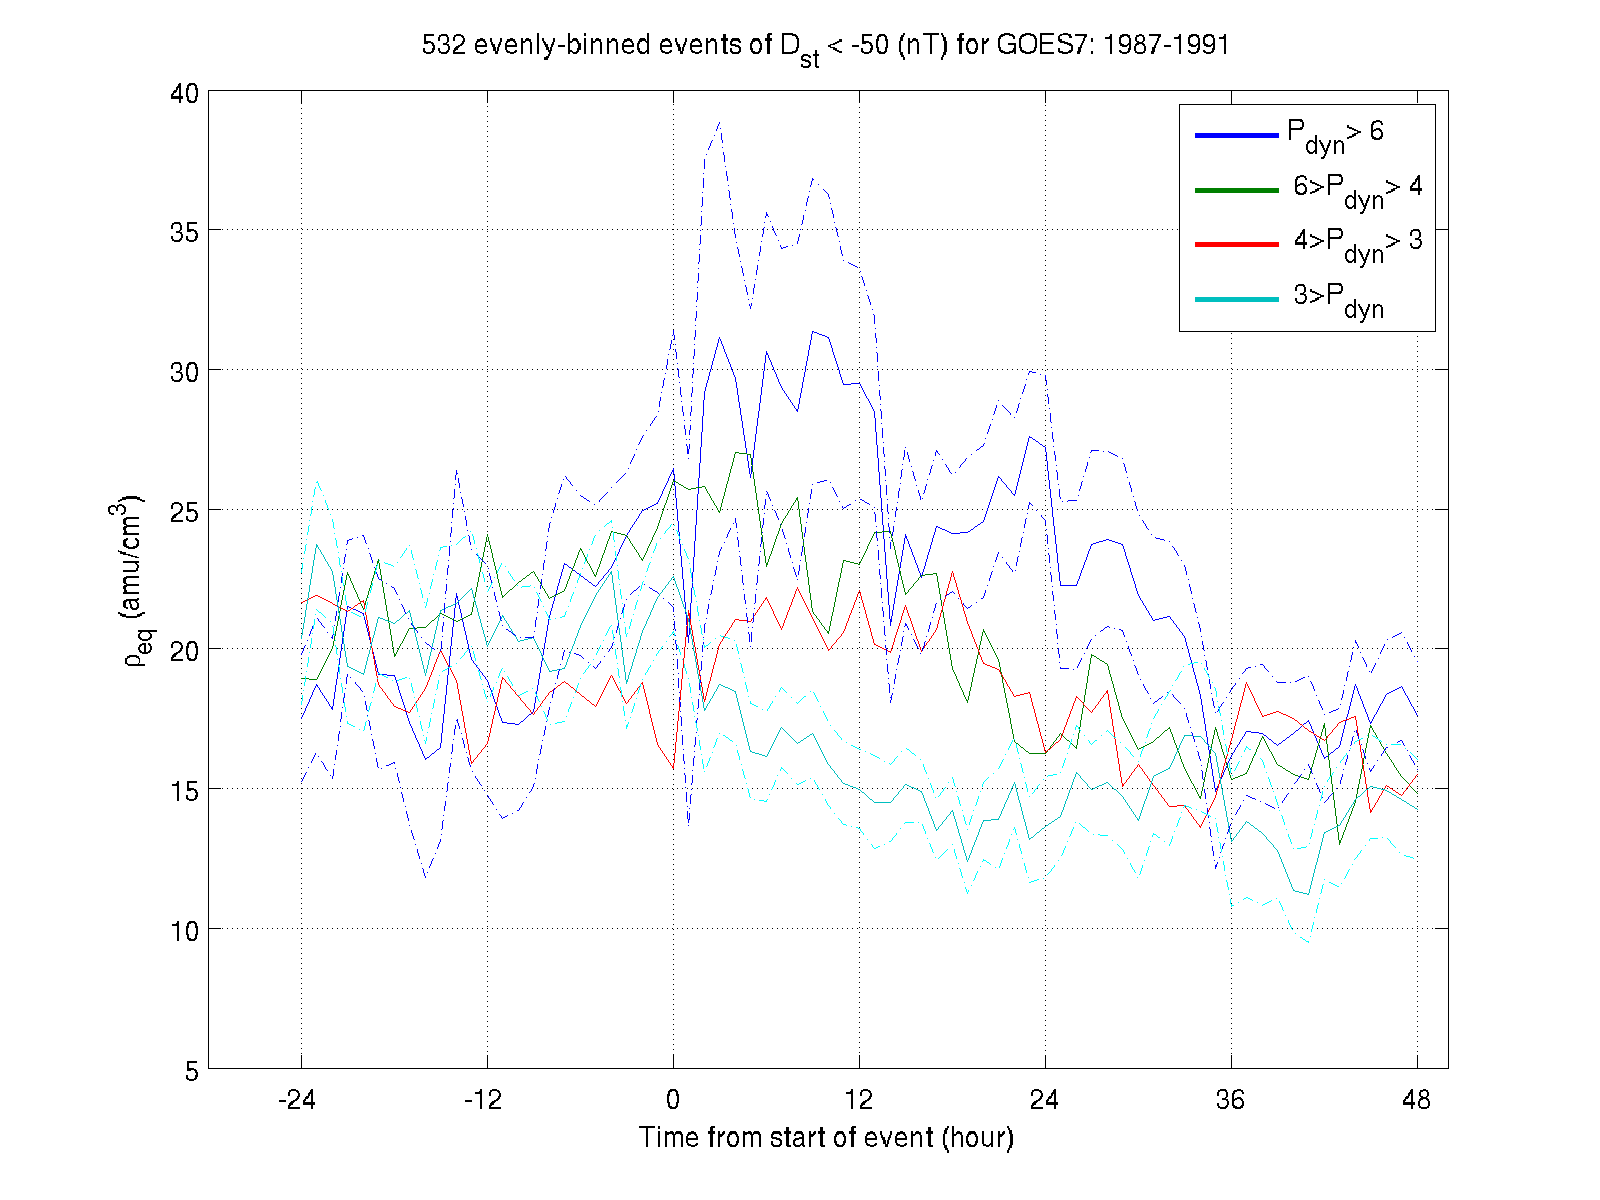 532 evenly-binned events of D_st < -50 (nT) for GOES7: 1987-1991
40
35
30
25
20
15
10
5
ρ_eq (amu/cm^3)
P_dyn > 6
6>P_dyn > 4
4>P_dyn > 3
3>P_dyn
-24 -12 0 12 24 36 48
Time from start of event (hour)